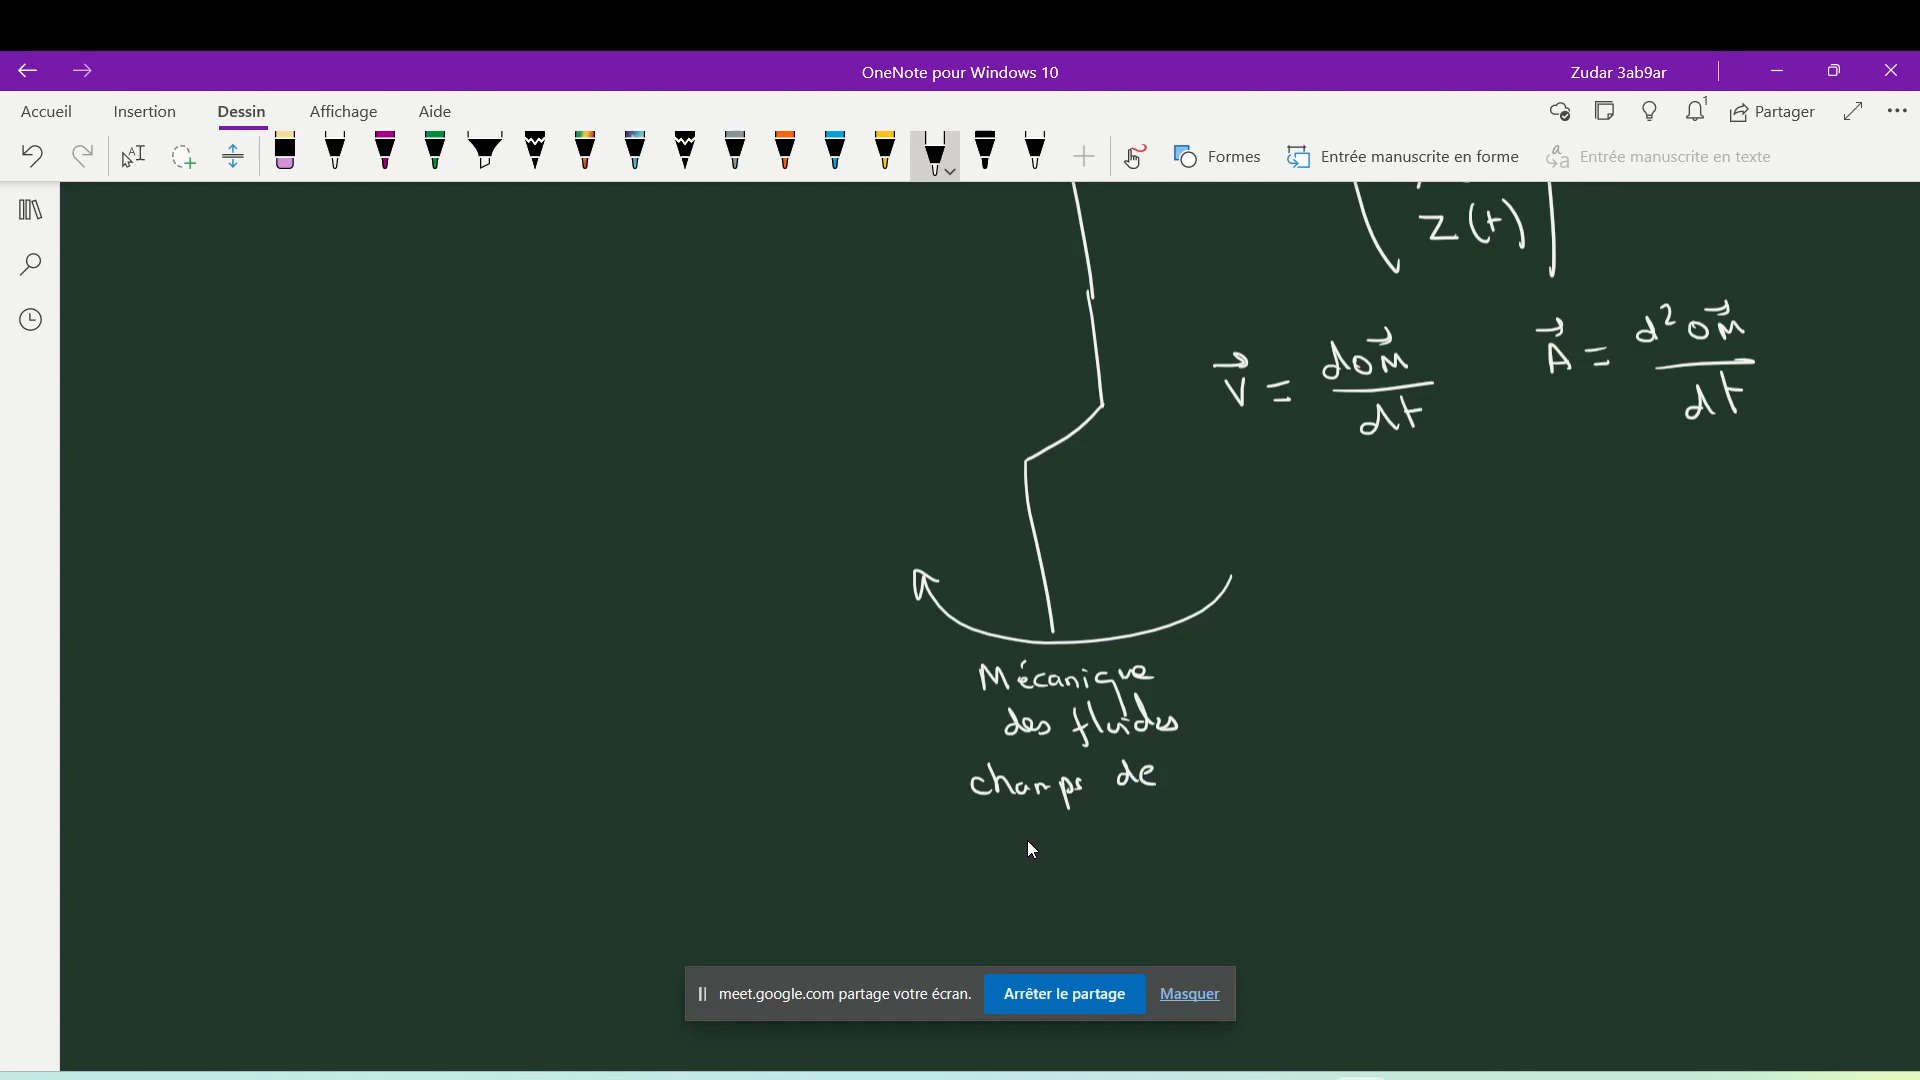 OneNote pour Windows 10
Zudar 3ab9ar
Accueil Insertion Dessin Affichage Aide
1
Partager
Formes
Entrée manuscrite en forme
Entrée manuscrite en texte
z(t)
V = dOM/dt
A = d²OM/dt
Mécanique
des fluides
champs de
meet.google.com partage votre écran.
Arrêter le partage
Masquer